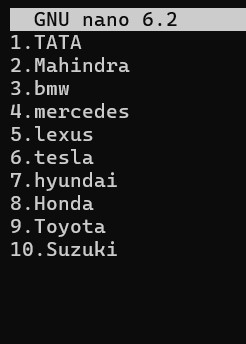 GNU nano 6.2
1.TATA
2.Mahindra
3.bmw
4.mercedes
5.lexus
6.tesla
7.hyundai
8.Honda
9.Toyota
10.Suzuki